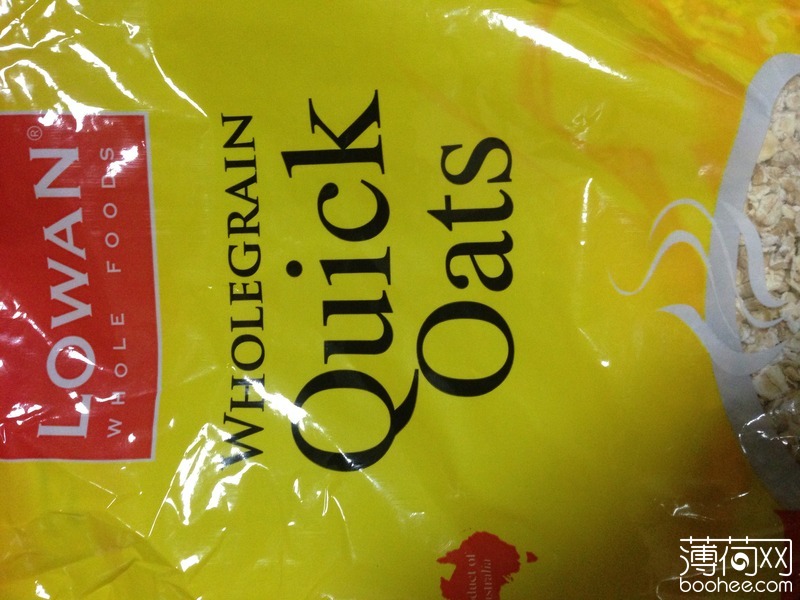 LOWAN®
WHOLE FOODS
WHOLEGRAIN
Quick
Oats
薄荷网
boohee.com